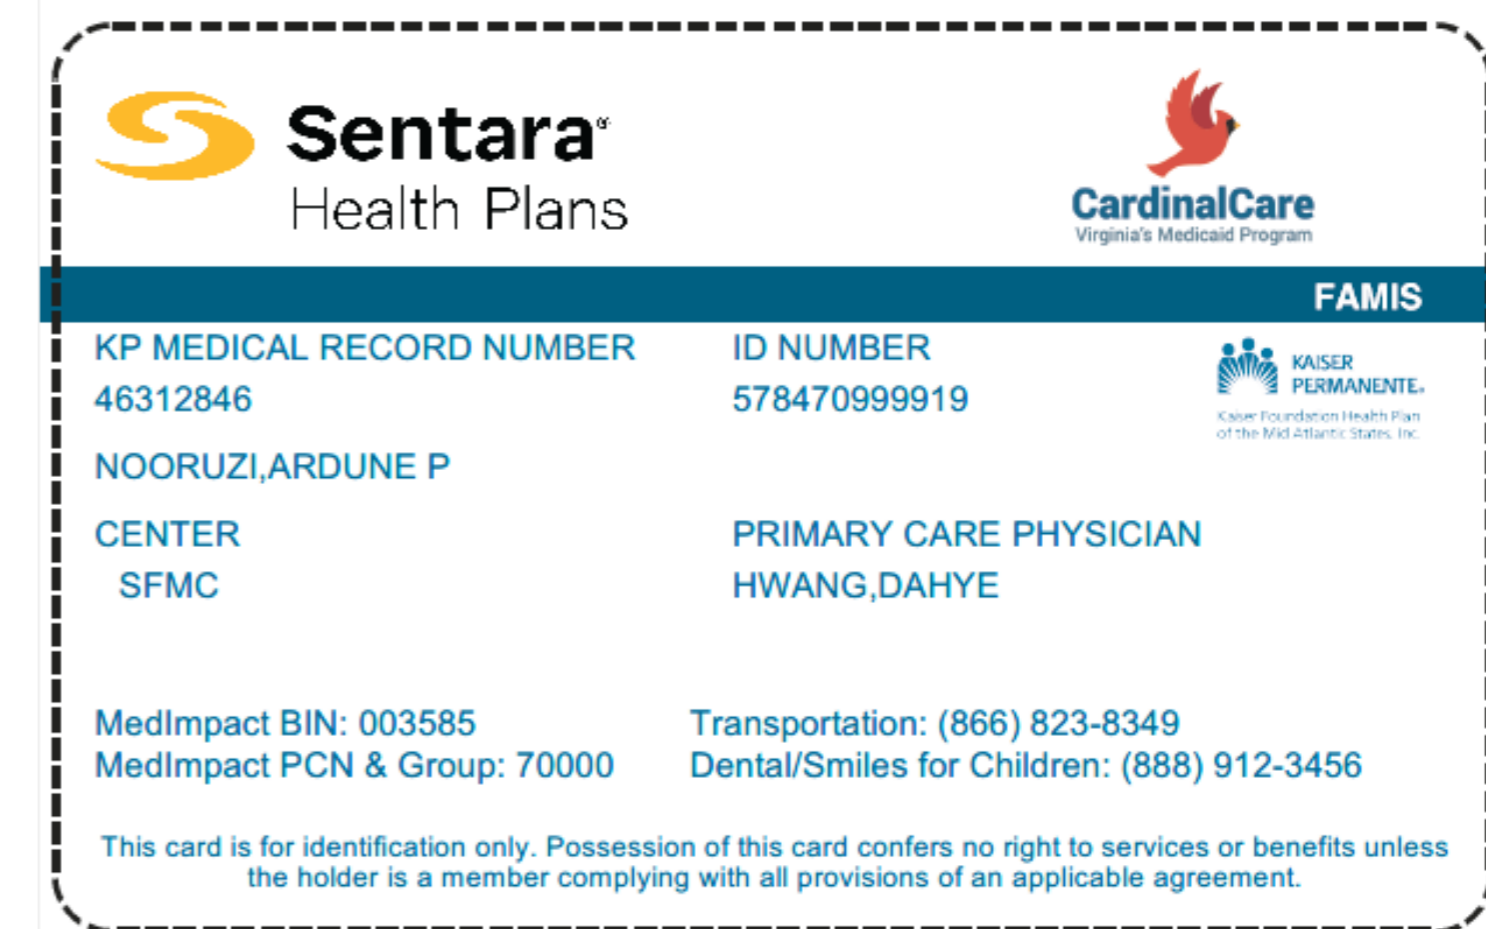 Sentara®
Health Plans
CardinalCare
Virginia's Medicaid Program
FAMIS
KP MEDICAL RECORD NUMBER
46312846
ID NUMBER
578470999919
KAISER
PERMANENTE®
Kaiser Foundation Health Plan
of the Mid Atlantic States, Inc.
NOORUZI,ARDUNE P
CENTER
SFMC
PRIMARY CARE PHYSICIAN
HWANG,DAHYE
MedImpact BIN: 003585
MedImpact PCN & Group: 70000
Transportation: (866) 823-8349
Dental/Smiles for Children: (888) 912-3456
This card is for identification only. Possession of this card confers no right to services or benefits unless
the holder is a member complying with all provisions of an applicable agreement.